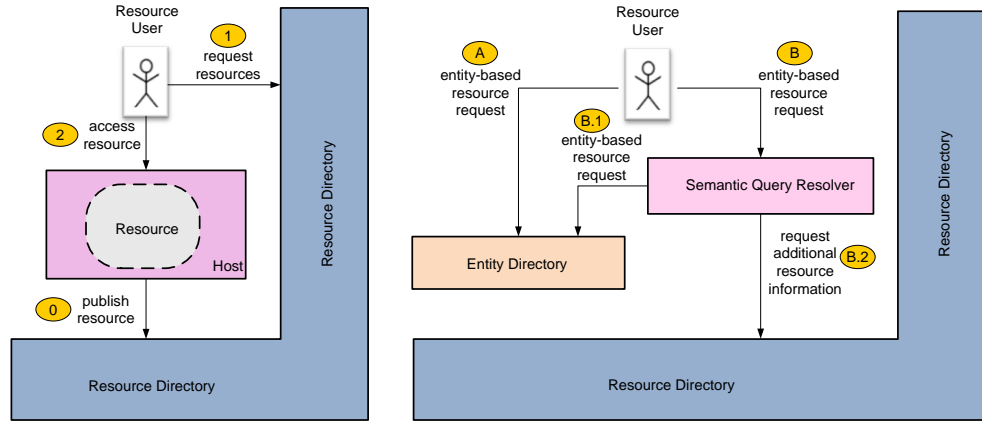 Resource
User
1
request
resources
2
access
resource
Resource
Host
0
publish
resource
Resource Directory
Resource Directory
Resource
User
A
entity-based
resource
request
B
entity-based
resource
request
B.1
entity-based
resource
request
Semantic Query Resolver
Entity Directory
request
additional
resource
information
B.2
Resource Directory
Resource Directory